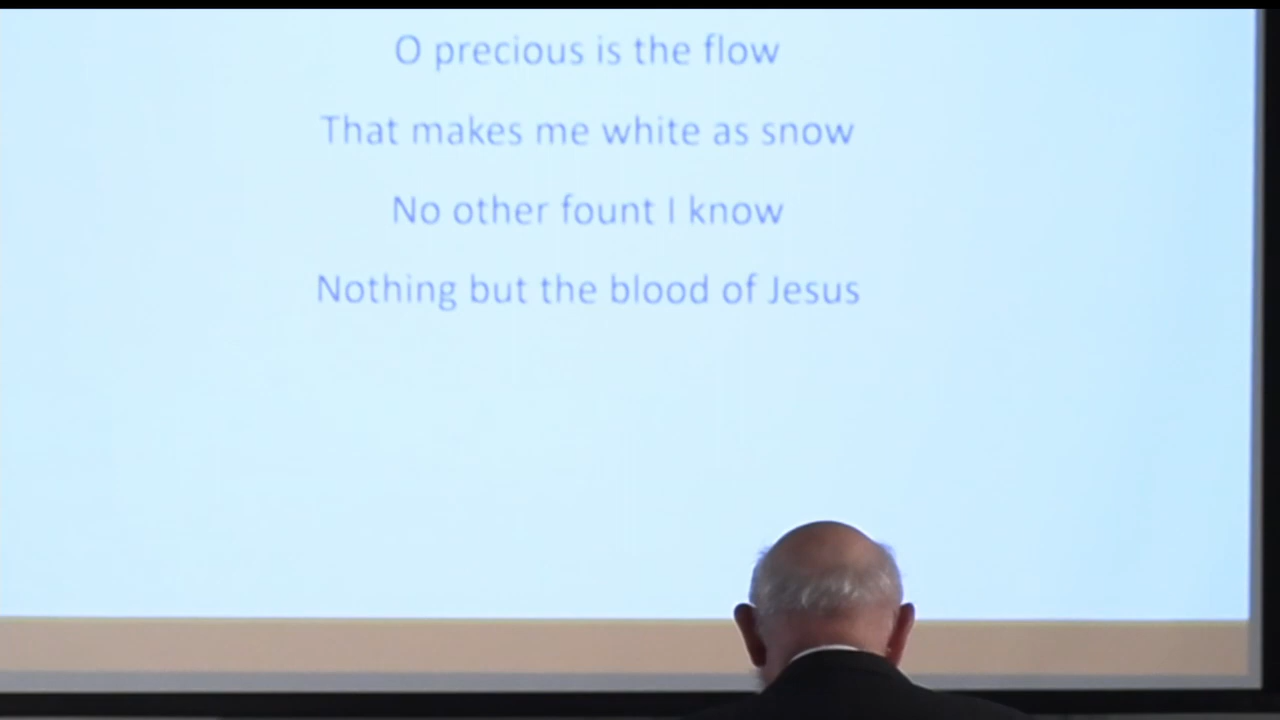 O precious is the flow
That makes me white as snow
No other fount I know
Nothing but the blood of Jesus